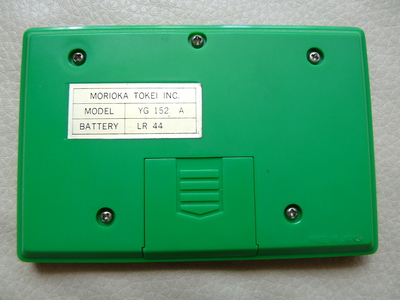 MORIOKA TOKEI INC.
MODEL YG 152 A
BATTERY LR 44